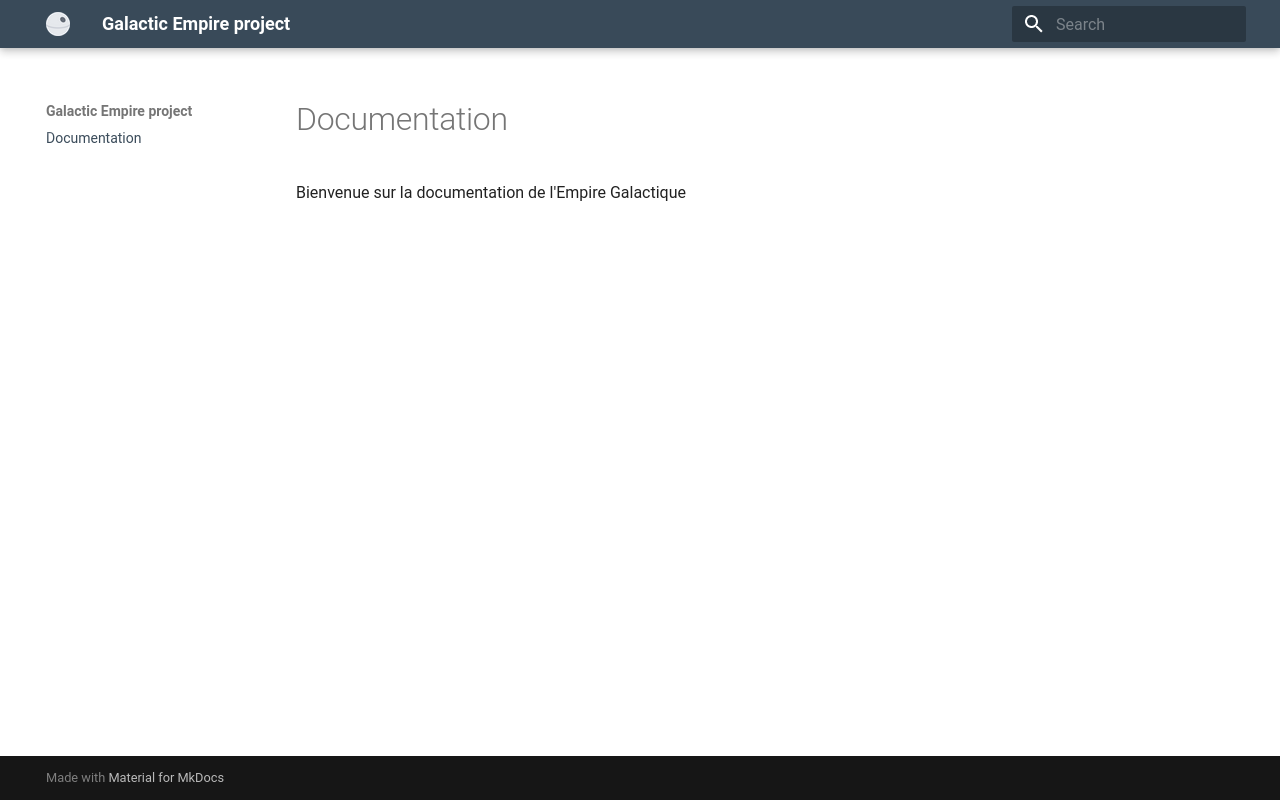 Galactic Empire project
Search
Galactic Empire project
Documentation
Documentation
Bienvenue sur la documentation de l'Empire Galactique
Made with Material for MkDocs